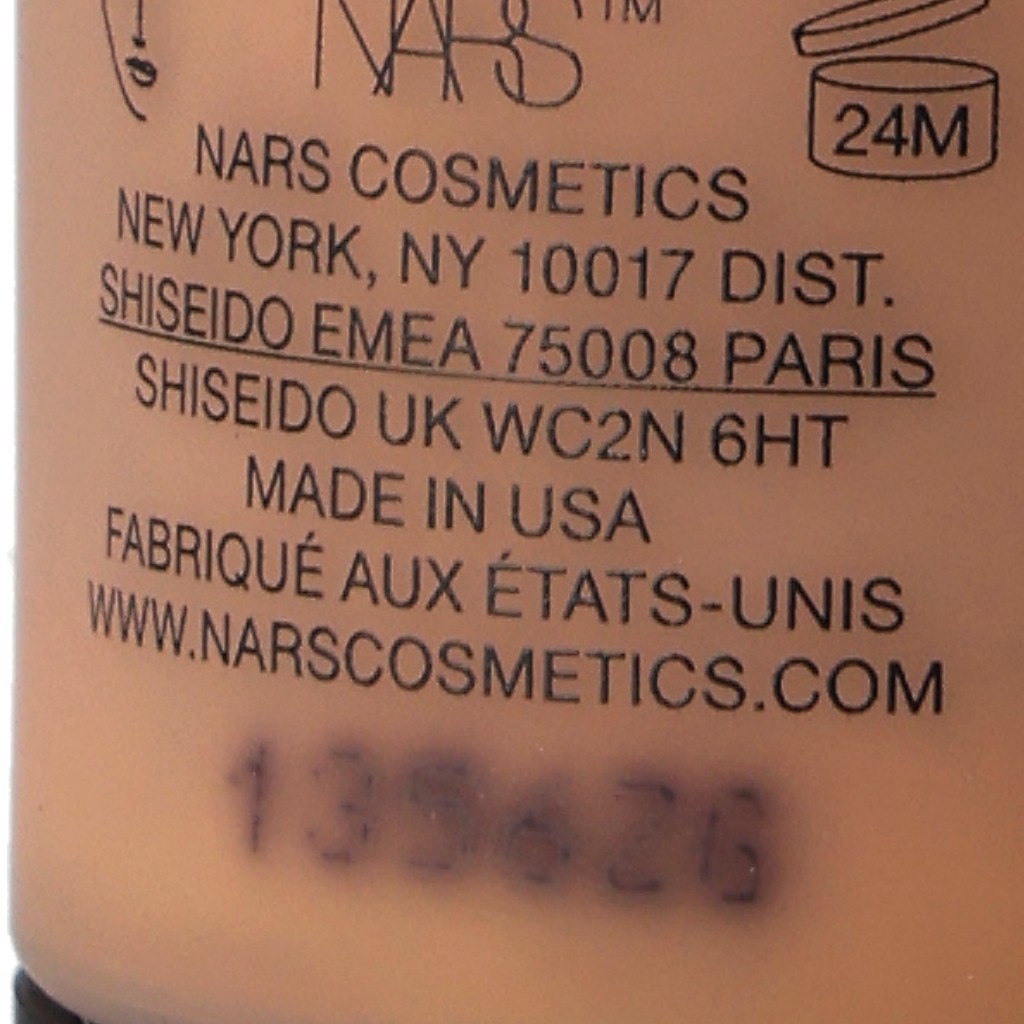 NARS™
24M
NARS COSMETICS
NEW YORK, NY 10017 DIST.
SHISEIDO EMEA 75008 PARIS
SHISEIDO UK WC2N 6HT
MADE IN USA
FABRIQUÉ AUX ÉTATS-UNIS
WWW.NARSCOSMETICS.COM